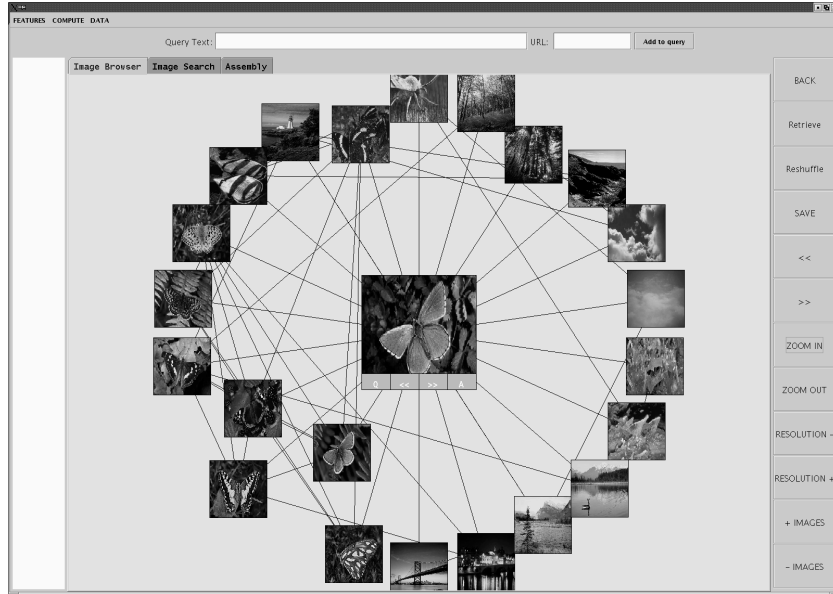 FEATURES COMPUTE DATA
Query Text: URL: Add to query
Image Browser Image Search Assembly
BACK
Retrieve
Reshuffle
SAVE
<<
>>
ZOOM IN
ZOOM OUT
RESOLUTION -
RESOLUTION +
+ IMAGES
- IMAGES
Q << >> A